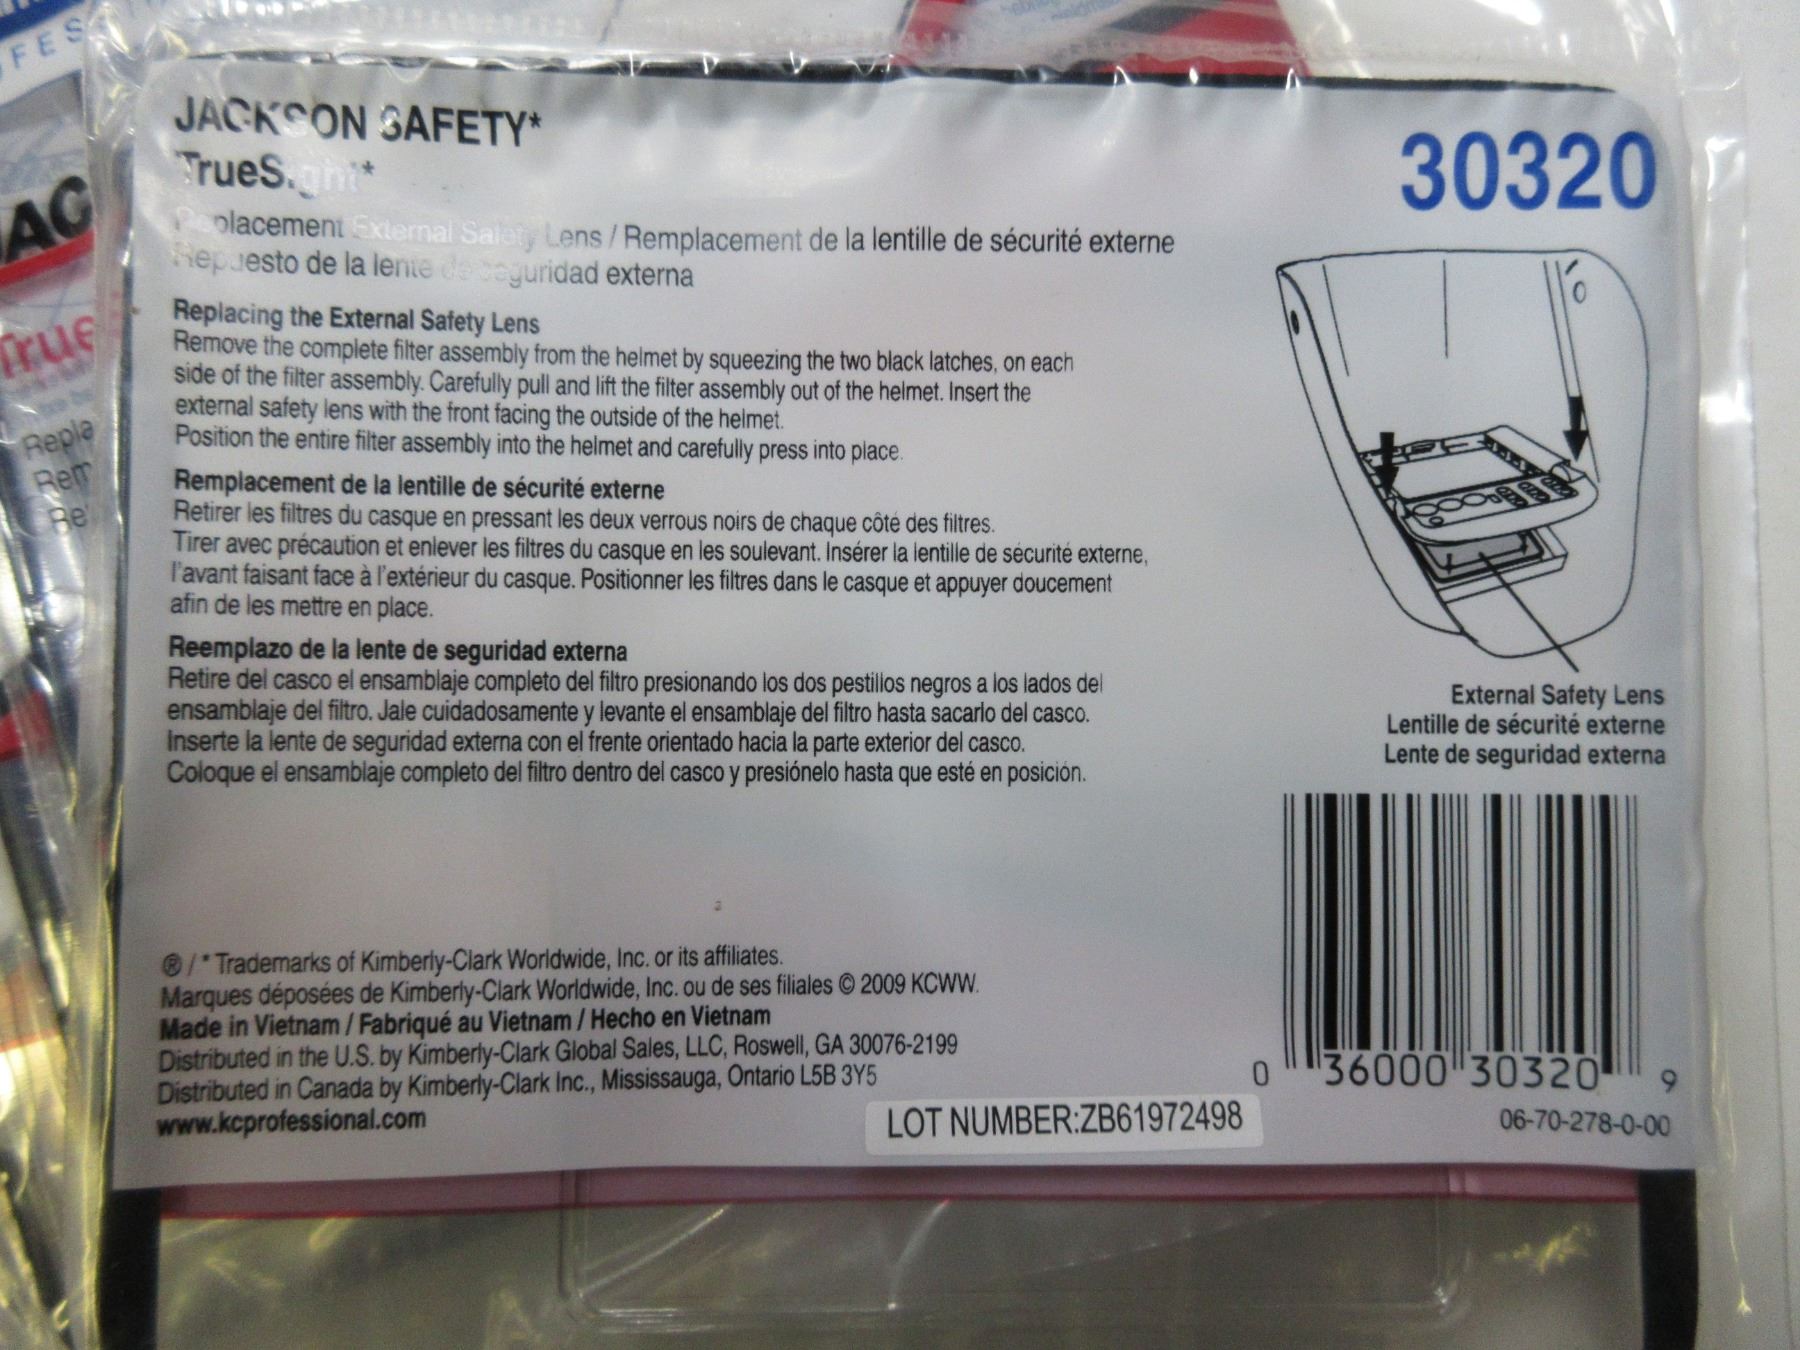 JACKSON SAFETY*
TrueSight*
30320
Replacement External Safety Lens / Remplacement de la lentille de sécurité externe
Repuesto de la lente de seguridad externa
Replacing the External Safety Lens
Remove the complete filter assembly from the helmet by squeezing the two black latches, on each
side of the filter assembly. Carefully pull and lift the filter assembly out of the helmet. Insert the
external safety lens with the front facing the outside of the helmet.
Position the entire filter assembly into the helmet and carefully press into place.
Remplacement de la lentille de sécurité externe
Retirer les filtres du casque en pressant les deux verrous noirs de chaque côté des filtres.
Tirer avec précaution et enlever les filtres du casque en les soulevant. Insérer la lentille de sécurité externe,
l'avant faisant face à l'extérieur du casque. Positionner les filtres dans le casque et appuyer doucement
afin de les mettre en place.
Reemplazo de la lente de seguridad externa
Retire del casco el ensamblaje completo del filtro presionando los dos pestillos negros a los lados del
ensamblaje del filtro. Jale cuidadosamente y levante el ensamblaje del filtro hasta sacarlo del casco.
Inserte la lente de seguridad externa con el frente orientado hacia la parte exterior del casco.
Coloque el ensamblaje completo del filtro dentro del casco y presiónelo hasta que esté en posición.
External Safety Lens
Lentille de sécurité externe
Lente de seguridad externa
®/* Trademarks of Kimberly-Clark Worldwide, Inc. or its affiliates.
Marques déposées de Kimberly-Clark Worldwide, Inc. ou de ses filiales © 2009 KCWW.
Made in Vietnam / Fabriqué au Vietnam / Hecho en Vietnam
Distributed in the U.S. by Kimberly-Clark Global Sales, LLC, Roswell, GA 30076-2199
Distributed in Canada by Kimberly-Clark Inc., Mississauga, Ontario L5B 3Y5
www.kcprofessional.com
LOT NUMBER:ZB61972498
0 36000 30320 9
06-70-278-0-00
FES
JAC
True
Repla
Rem
Re